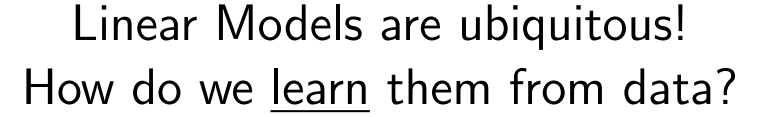 Linear Models are ubiquitous!
How do we learn them from data?